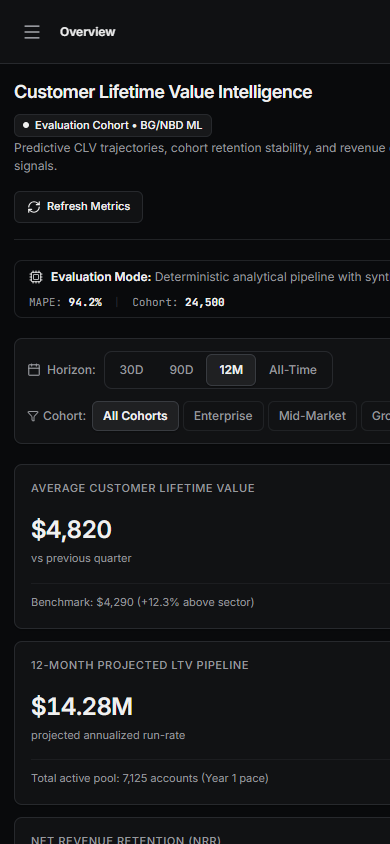 Overview
Customer Lifetime Value Intelligence
Evaluation Cohort • BG/NBD ML
Predictive CLV trajectories, cohort retention stability, and revenue
signals.
Refresh Metrics
Evaluation Mode: Deterministic analytical pipeline with synt
MAPE: 94.2% | Cohort: 24,500
Horizon: 30D 90D 12M All-Time
Cohort: All Cohorts Enterprise Mid-Market Gro
AVERAGE CUSTOMER LIFETIME VALUE
$4,820
vs previous quarter
Benchmark: $4,290 (+12.3% above sector)
12-MONTH PROJECTED LTV PIPELINE
$14.28M
projected annualized run-rate
Total active pool: 7,125 accounts (Year 1 pace)
NET REVENUE RETENTION (NRR)